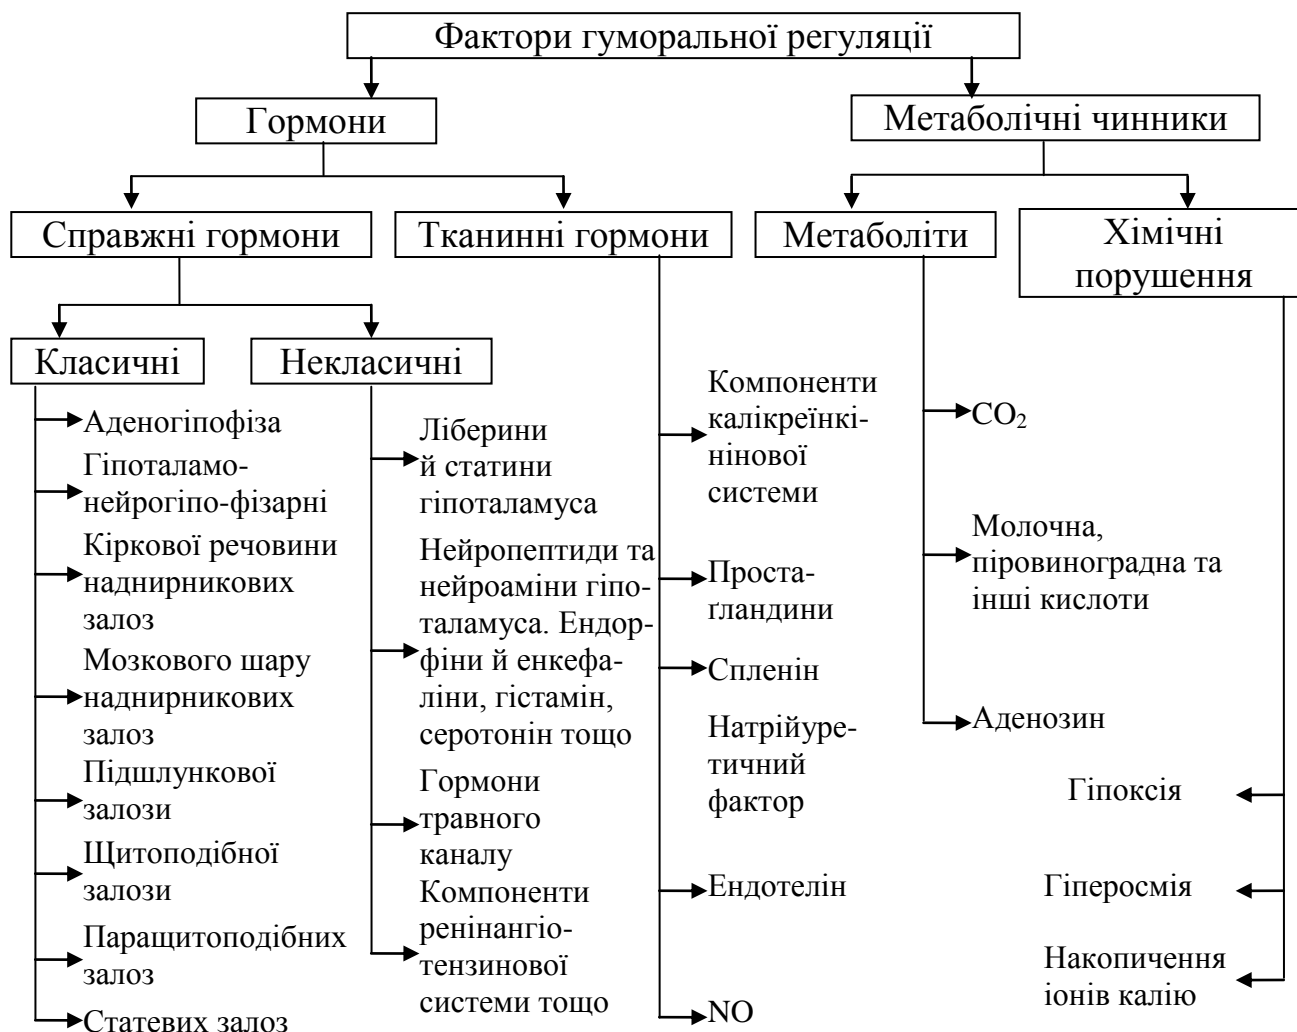 Фактори гуморальної регуляції
Гормони
Метаболічні чинники
Справжні гормони
Тканинні гормони
Метаболіти
Хімічні
порушення
Класичні
Некласичні
Аденогіпофіза
Гіпоталамо-
нейрогіпо-фізарні
Кіркової речовини
наднирникових
залоз
Мозкового шару
наднирникових
залоз
Підшлункової
залози
Щитоподібної
залози
Паращитоподібних
залоз
Статевих залоз
Ліберини
й статини
гіпоталамуса
Нейропептиди та
нейроаміни гіпо-
таламуса. Ендор-
фіни й енкефа-
ліни, гістамін,
серотонін тощо
Гормони
травного
каналу
Компоненти
ренінангіо-
тензинової
системи тощо
Компоненти
калікреїнкі-
нінової
системи
Проста-
ґландини
Спленін
Натрійуре-
тичний
фактор
Ендотелін
NO
CO₂
Молочна,
піровиноградна та
інші кислоти
Аденозин
Гіпоксія
Гіперосмія
Накопичення
іонів калію